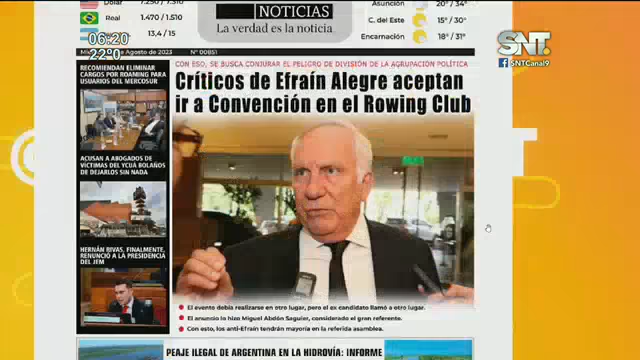 Dólar 7.250 / 7.310
Real 1.470 / 1.510
13,4 / 15
NOTICIAS
La verdad es la noticia
Asunción 20° / 34°
C. del Este 15° / 30°
Encarnación 18° / 31°
06:20
22°0
de Agosto de 2023
Nº 00851
SNT
SNTCanal9
RECOMIENDAN ELIMINAR
CARGOS POR ROAMING PARA
USUARIOS DEL MERCOSUR
ACUSAN A ABOGADOS DE
VÍCTIMAS DEL YCUÁ BOLAÑOS
DE DEJARLOS SIN NADA
HERNÁN RIVAS, FINALMENTE,
RENUNCIÓ A LA PRESIDENCIA
DEL JEM
CON ESO, SE BUSCA CONJURAR EL PELIGRO DE DIVISIÓN DE LA AGRUPACIÓN POLÍTICA
Críticos de Efraín Alegre aceptan
ir a Convención en el Rowing Club
El evento debía realizarse en otro lugar, pero el ex candidato llamó a otro lugar.
El anuncio lo hizo Miguel Abdón Saguier, considerado el gran referente.
Con esto, los anti-Efraín tendrán mayoría en la referida asamblea.
PEAJE ILEGAL DE ARGENTINA EN LA HIDROVÍA: INFORME